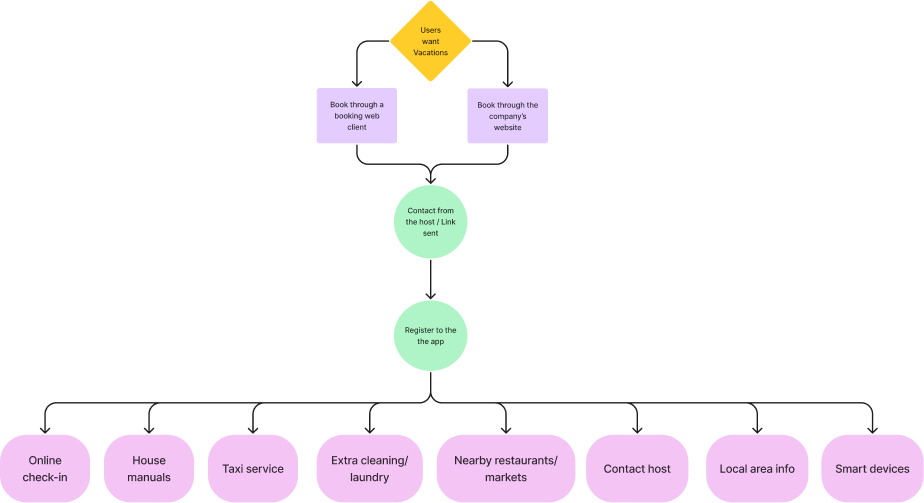 Users
want
Vacations
Book through a
booking web
client
Book through the
company's
website
Contact from
the host / Link
sent
Register to the
the app
Online
check-in
House
manuals
Taxi service
Extra cleaning/
laundry
Nearby restaurants/
markets
Contact host
Local area info
Smart devices